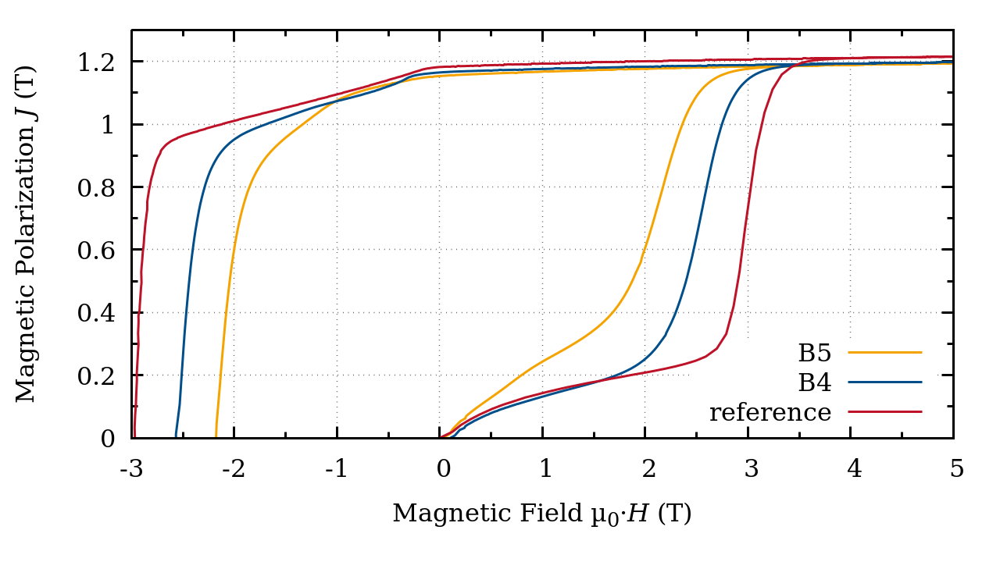 Magnetic Polarization J (T)
1.2
1
0.8
0.6
0.4
0.2
0
B5
B4
reference
-3 -2 -1 0 1 2 3 4 5
Magnetic Field µ₀·H (T)